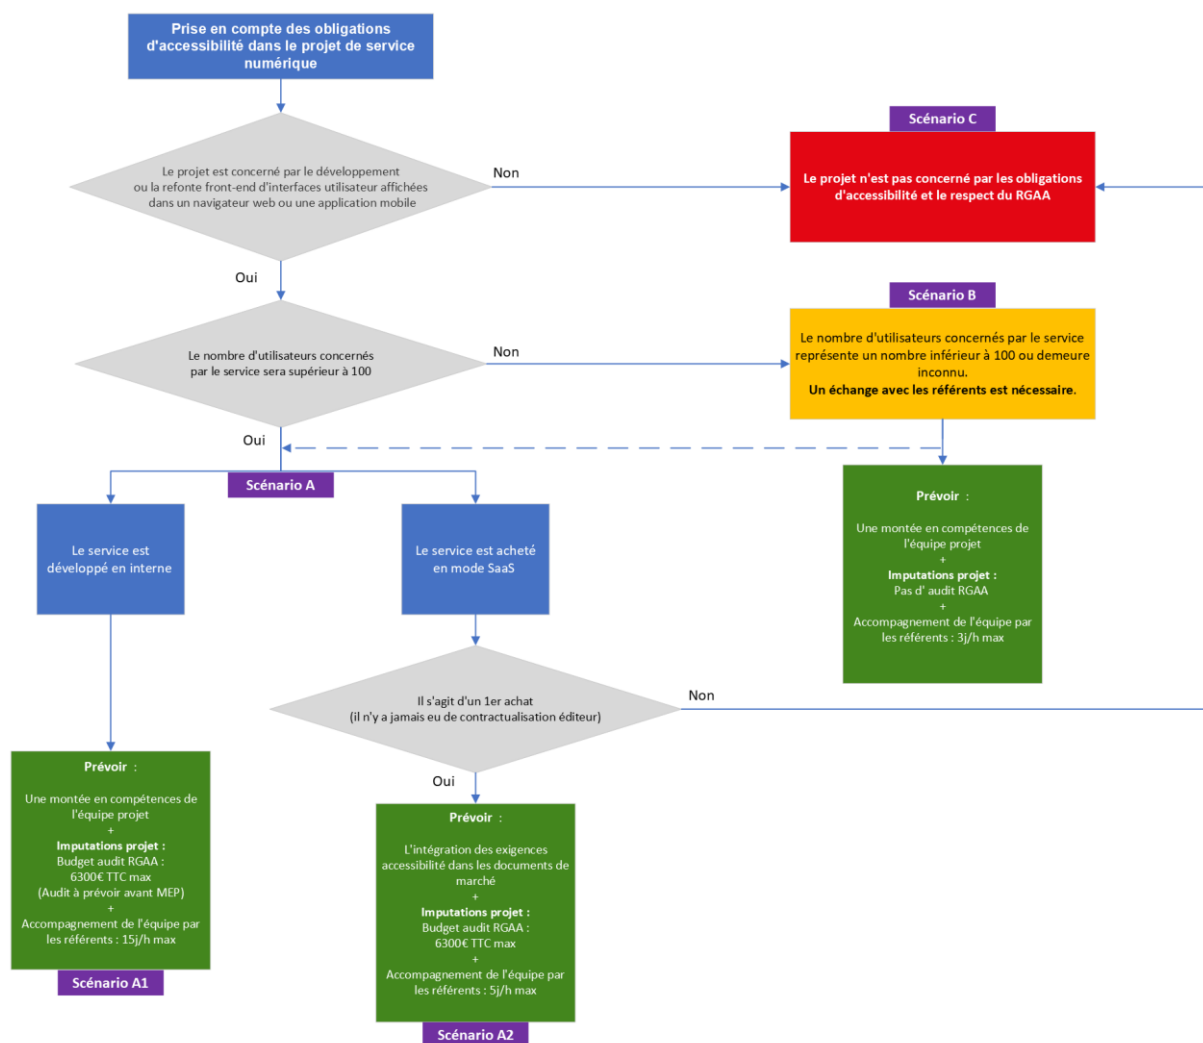 Prise en compte des obligations
d'accessibilité dans le projet de service
numérique
Scénario C
Le projet est concerné par le développement
ou la refonte front-end d'interfaces utilisateur affichées
dans un navigateur web ou une application mobile
Non
Le projet n'est pas concerné par les obligations
d'accessibilité et le respect du RGAA
Oui
Scénario B
Le nombre d'utilisateurs concernés
par le service sera supérieur à 100
Non
Le nombre d'utilisateurs concernés par le service
représente un nombre inférieur à 100 ou demeure
inconnu.
Un échange avec les référents est nécessaire.
Oui
Scénario A
Le service est
développé en interne
Le service est acheté
en mode SaaS
Prévoir :
Une montée en compétences de
l'équipe projet
+
Imputations projet :
Pas d' audit RGAA
+
Accompagnement de l'équipe par
les référents : 3j/h max
Il s'agit d'un 1er achat
(il n'y a jamais eu de contractualisation éditeur)
Non
Oui
Prévoir :
Une montée en compétences de
l'équipe projet
+
Imputations projet :
Budget audit RGAA :
6300€ TTC max
(Audit à prévoir avant MEP)
+
Accompagnement de l'équipe par
les référents : 15j/h max
Scénario A1
Prévoir :
L'intégration des exigences
accessibilité dans les documents de
marché
+
Imputations projet :
Budget audit RGAA :
6300€ TTC max
+
Accompagnement de l'équipe par
les référents : 5j/h max
Scénario A2